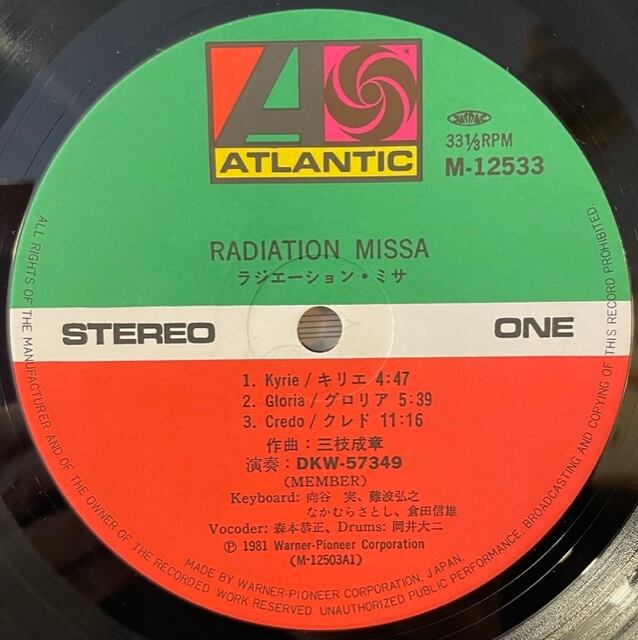 ATLANTIC
JASRAC
33 1/3 RPM
M-12533
RADIATION MISSA
ラジエーション・ミサ
STEREO
ONE
1. Kyrie / キリエ 4:47
2. Gloria / グロリア 5:39
3. Credo / クレド 11:16
作曲：三枝成章
演奏：DKW-57349
(MEMBER)
Keyboard: 向谷 実、難波弘之
なかむらさとし、倉田信雄
Vocoder: 森本恭正、Drums: 岡井大二
Ⓟ 1981 Warner-Pioneer Corporation
(M-12503A1)
MADE BY WARNER-PIONEER CORPORATION, JAPAN.
ALL RIGHTS OF THE MANUFACTURER AND OF THE OWNER OF THE RECORDED WORK RESERVED. UNAUTHORIZED PUBLIC PERFORMANCE, BROADCASTING AND COPYING OF THIS RECORD PROHIBITED.